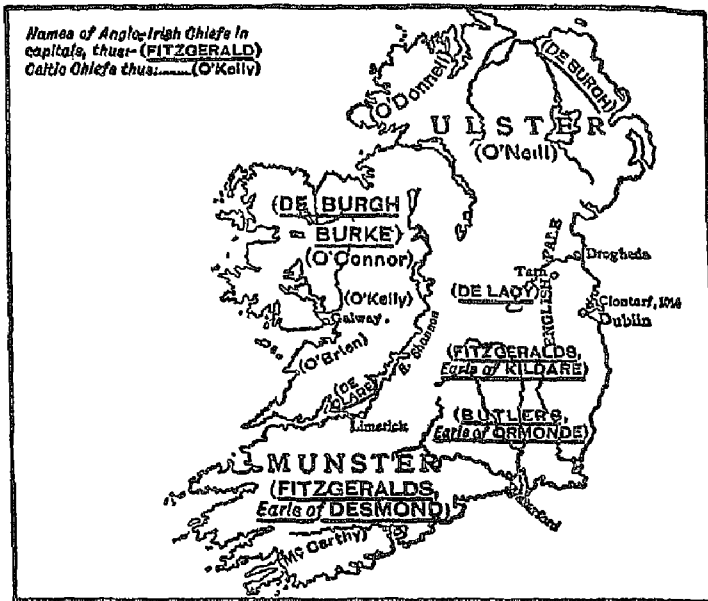 Names of Anglo-Irish Chiefs in
capitals, thus:-(FITZGERALD)
Celtic Chiefs thus:......(O'Kelly)
O'Donnell)
(DE BURGH)
ULSTER
(O'Neill)
(DE BURGH
BURKE)
(O'Connor)
(O'Kelly)
Galway
(O'Brien)
R. Shannon
(DE
CLARE)
Limerick
ENGLISH PALE
Drogheda
Tara
(DE LACY)
Clontarf, 1014
Dublin
(FITZGERALDS,
Earls of KILDARE)
(BUTLERS,
Earls of ORMONDE)
MUNSTER
(FITZGERALDS,
Earls of DESMOND)
(McCarthy)